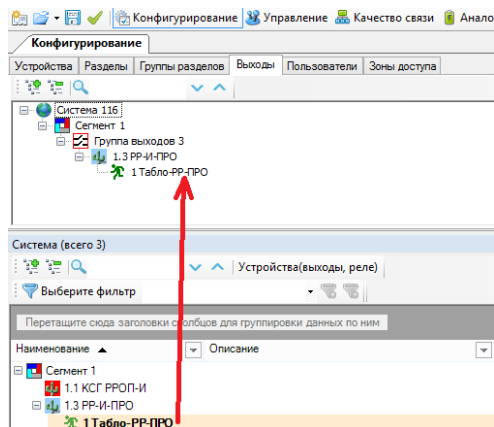 Конфигурирование Управление Качество связи Анало
Конфигурирование
Устройства Разделы Группы разделов Выходы Пользователи Зоны доступа
Система 116
Сегмент 1
Группа выходов 3
1.3 РР-И-ПРО
1 Табло-РР-ПРО
Система (всего 3)
Устройства(выходы, реле)
Выберите фильтр
Перетащите сюда заголовки столбцов для группировки данных по ним
Наименование Описание
Сегмент 1
1.1 КСГ РРОП-И
1.3 РР-И-ПРО
1 Табло-РР-ПРО